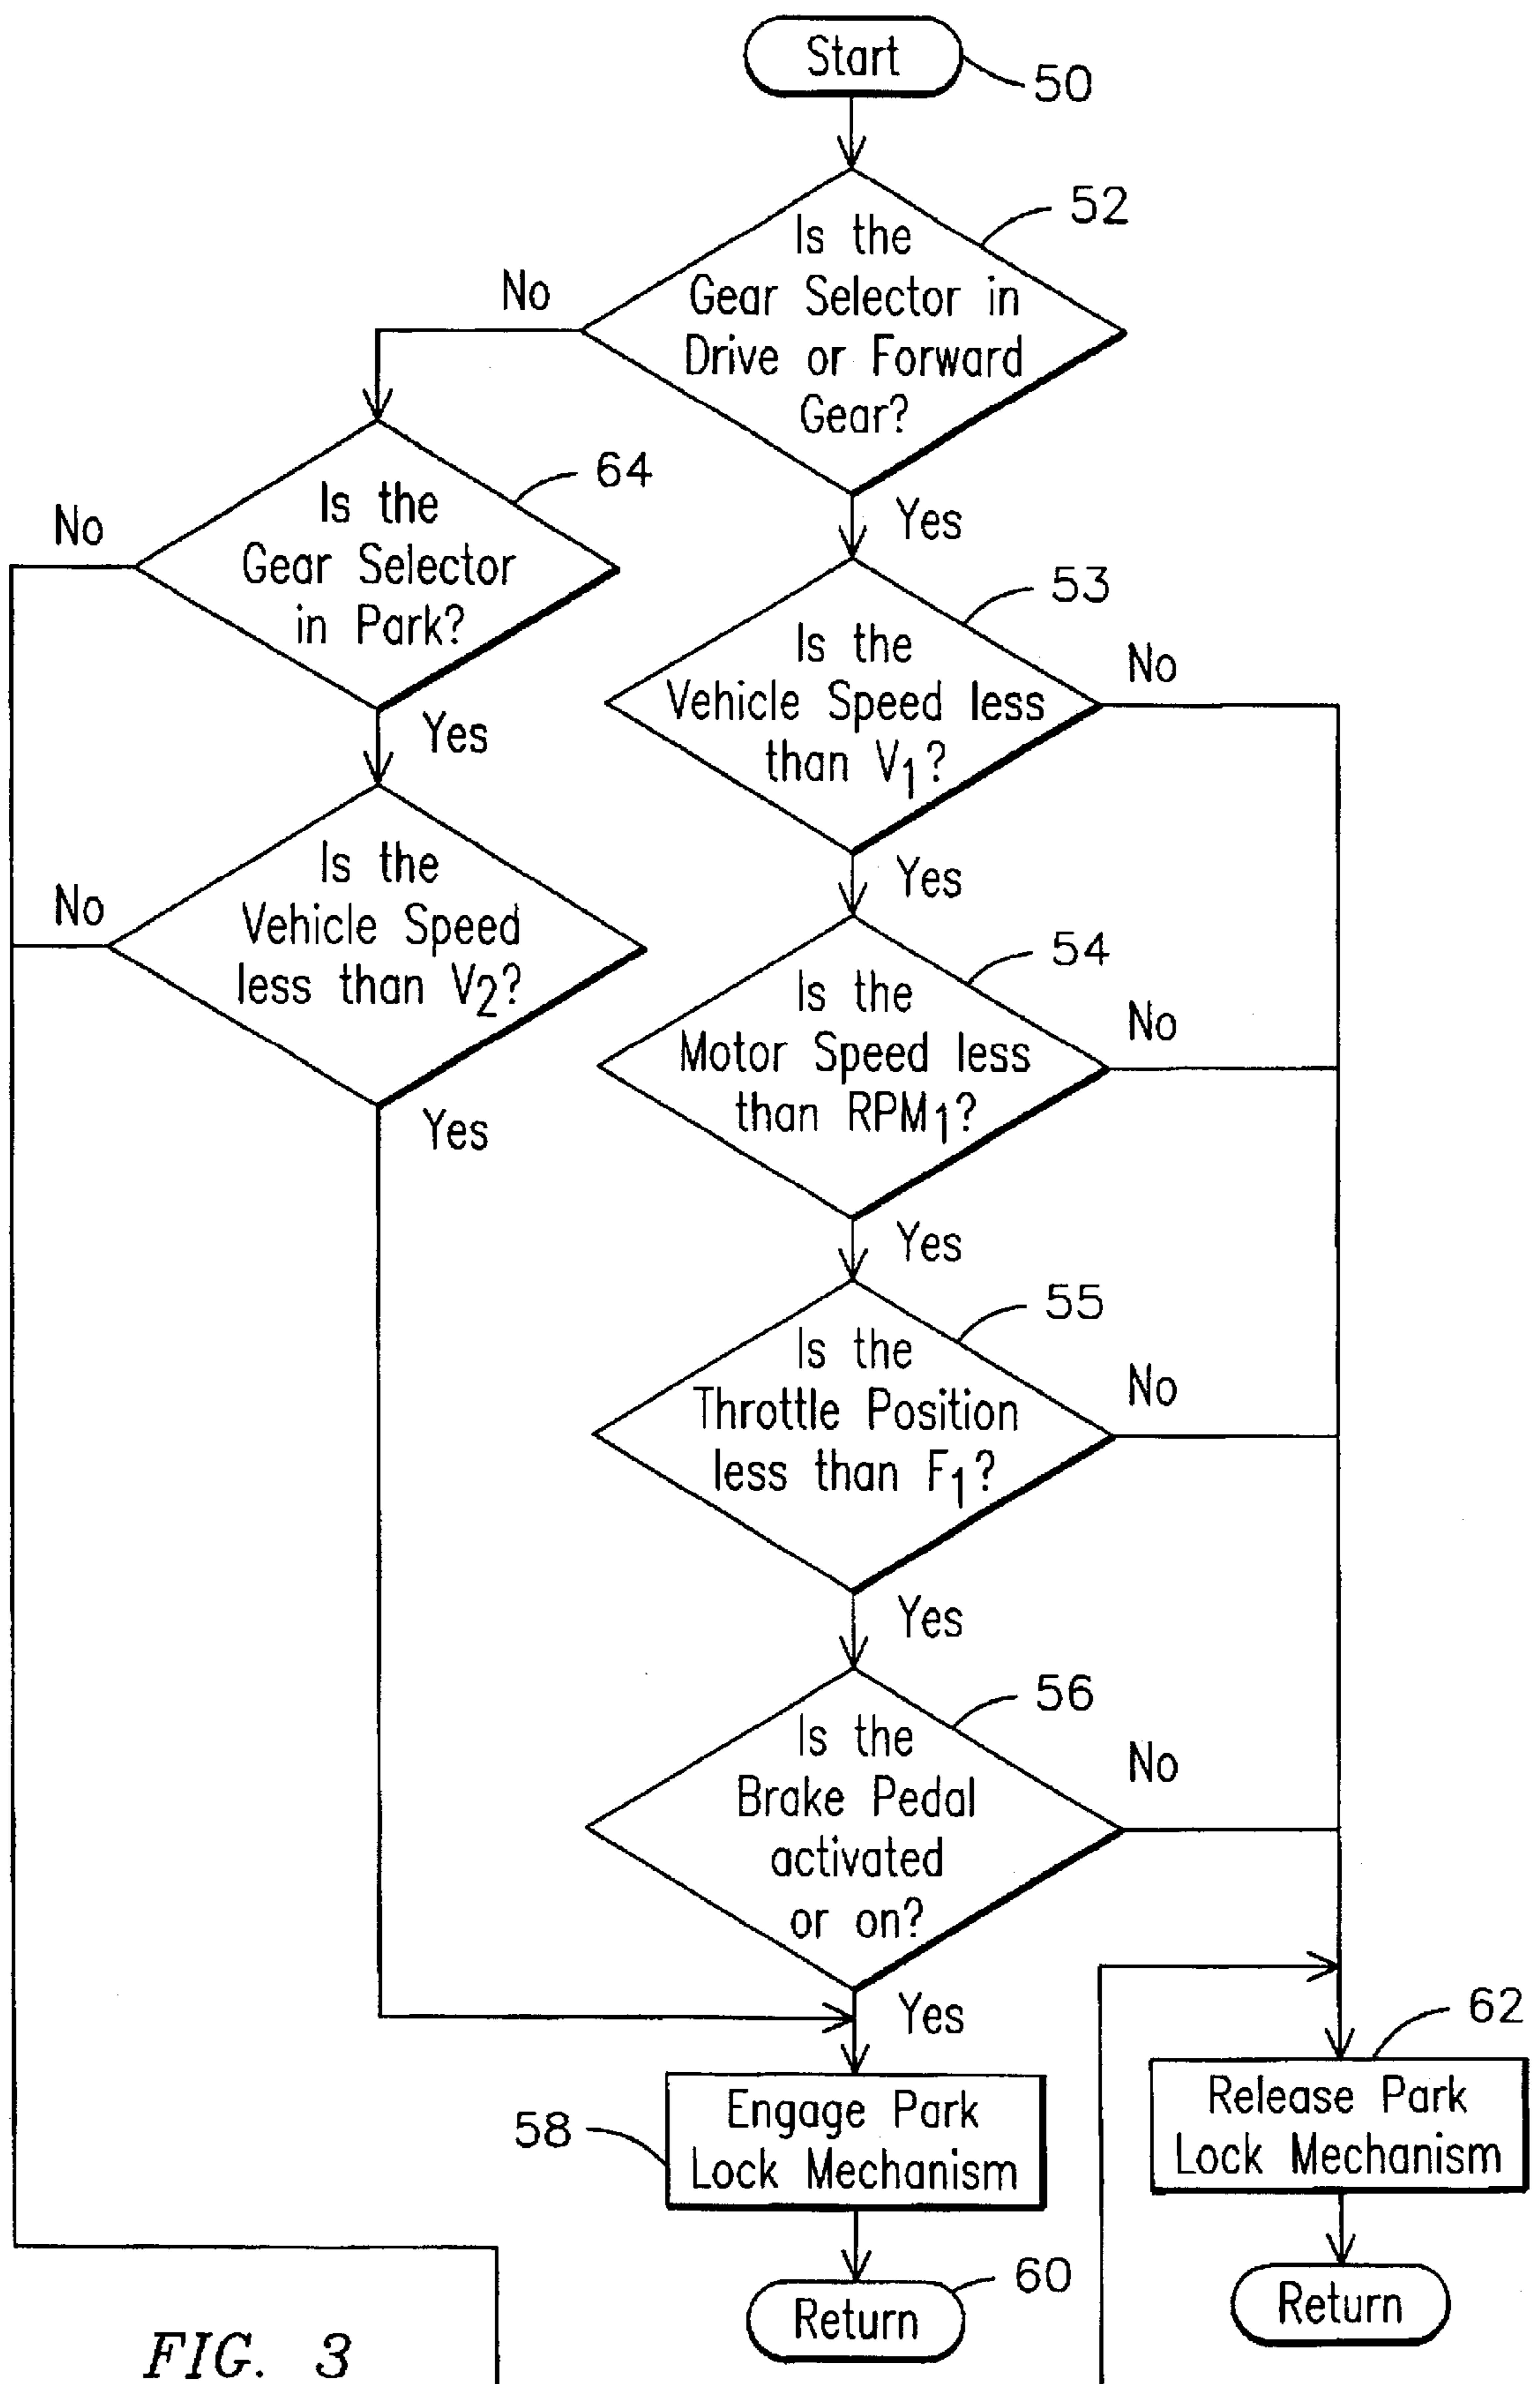 Start
50
Is the
Gear Selector in
Drive or Forward
Gear?
52
No
Yes
Is the
Gear Selector
in Park?
64
No
Yes
Is the
Vehicle Speed less
than V1?
53
No
Yes
Is the
Vehicle Speed
less than V2?
No
Yes
Is the
Motor Speed less
than RPM1?
54
No
Yes
Is the
Throttle Position
less than F1?
55
No
Yes
Is the
Brake Pedal
activated
or on?
56
No
Yes
Engage Park
Lock Mechanism
58
Release Park
Lock Mechanism
62
Return
60
Return
FIG. 3